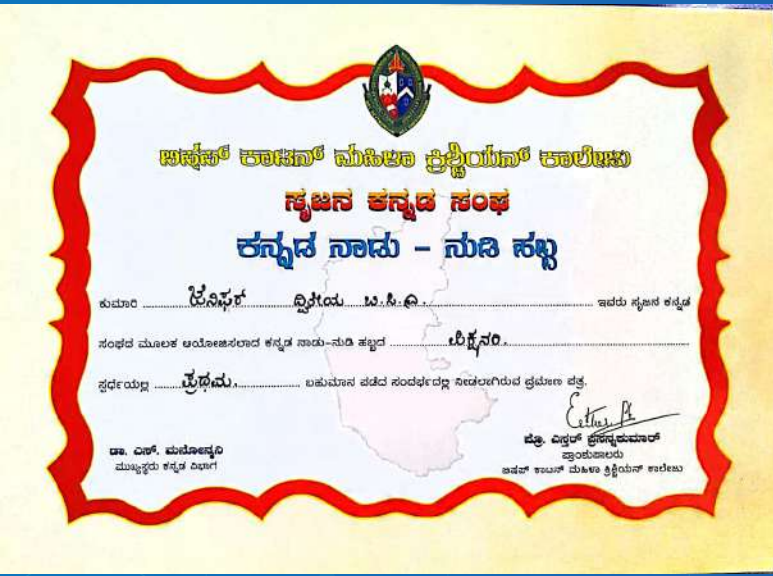 ಬಿಷಪ್ ಕಾಟನ್ ಮಹಿಳಾ ಕ್ರಿಶ್ಚಿಯನ್ ಕಾಲೇಜು
ಸೃಜನ ಕನ್ನಡ ಸಂಘ
ಕನ್ನಡ ನಾಡು - ನುಡಿ ಹಬ್ಬ
ಕುಮಾರಿ ಜೆನಿಫರ್ ದ್ವಿತೀಯ ಬಿ.ಸಿ.ಎ. ಇವರು ಸೃಜನ ಕನ್ನಡ
ಸಂಘದ ಮೂಲಕ ಆಯೋಜಿಸಲಾದ ಕನ್ನಡ ನಾಡು-ನುಡಿ ಹಬ್ಬದ ಪಿಕ್ಷನರಿ.
ಸ್ಪರ್ಧೆಯಲ್ಲಿ ಪ್ರಥಮ. ಬಹುಮಾನ ಪಡೆದ ಸಂದರ್ಭದಲ್ಲಿ ನೀಡಲಾಗಿರುವ ಪ್ರಮಾಣ ಪತ್ರ.
ಡಾ. ಎಸ್. ಮನೋನ್ಮನಿ
ಮುಖ್ಯಸ್ಥರು ಕನ್ನಡ ವಿಭಾಗ
ಪ್ರೊ. ಎಸ್ತರ್ ಪ್ರಸನ್ನಕುಮಾರ್
ಪ್ರಾಂಶುಪಾಲರು
ಬಿಷಪ್ ಕಾಟನ್ ಮಹಿಳಾ ಕ್ರಿಶ್ಚಿಯನ್ ಕಾಲೇಜು